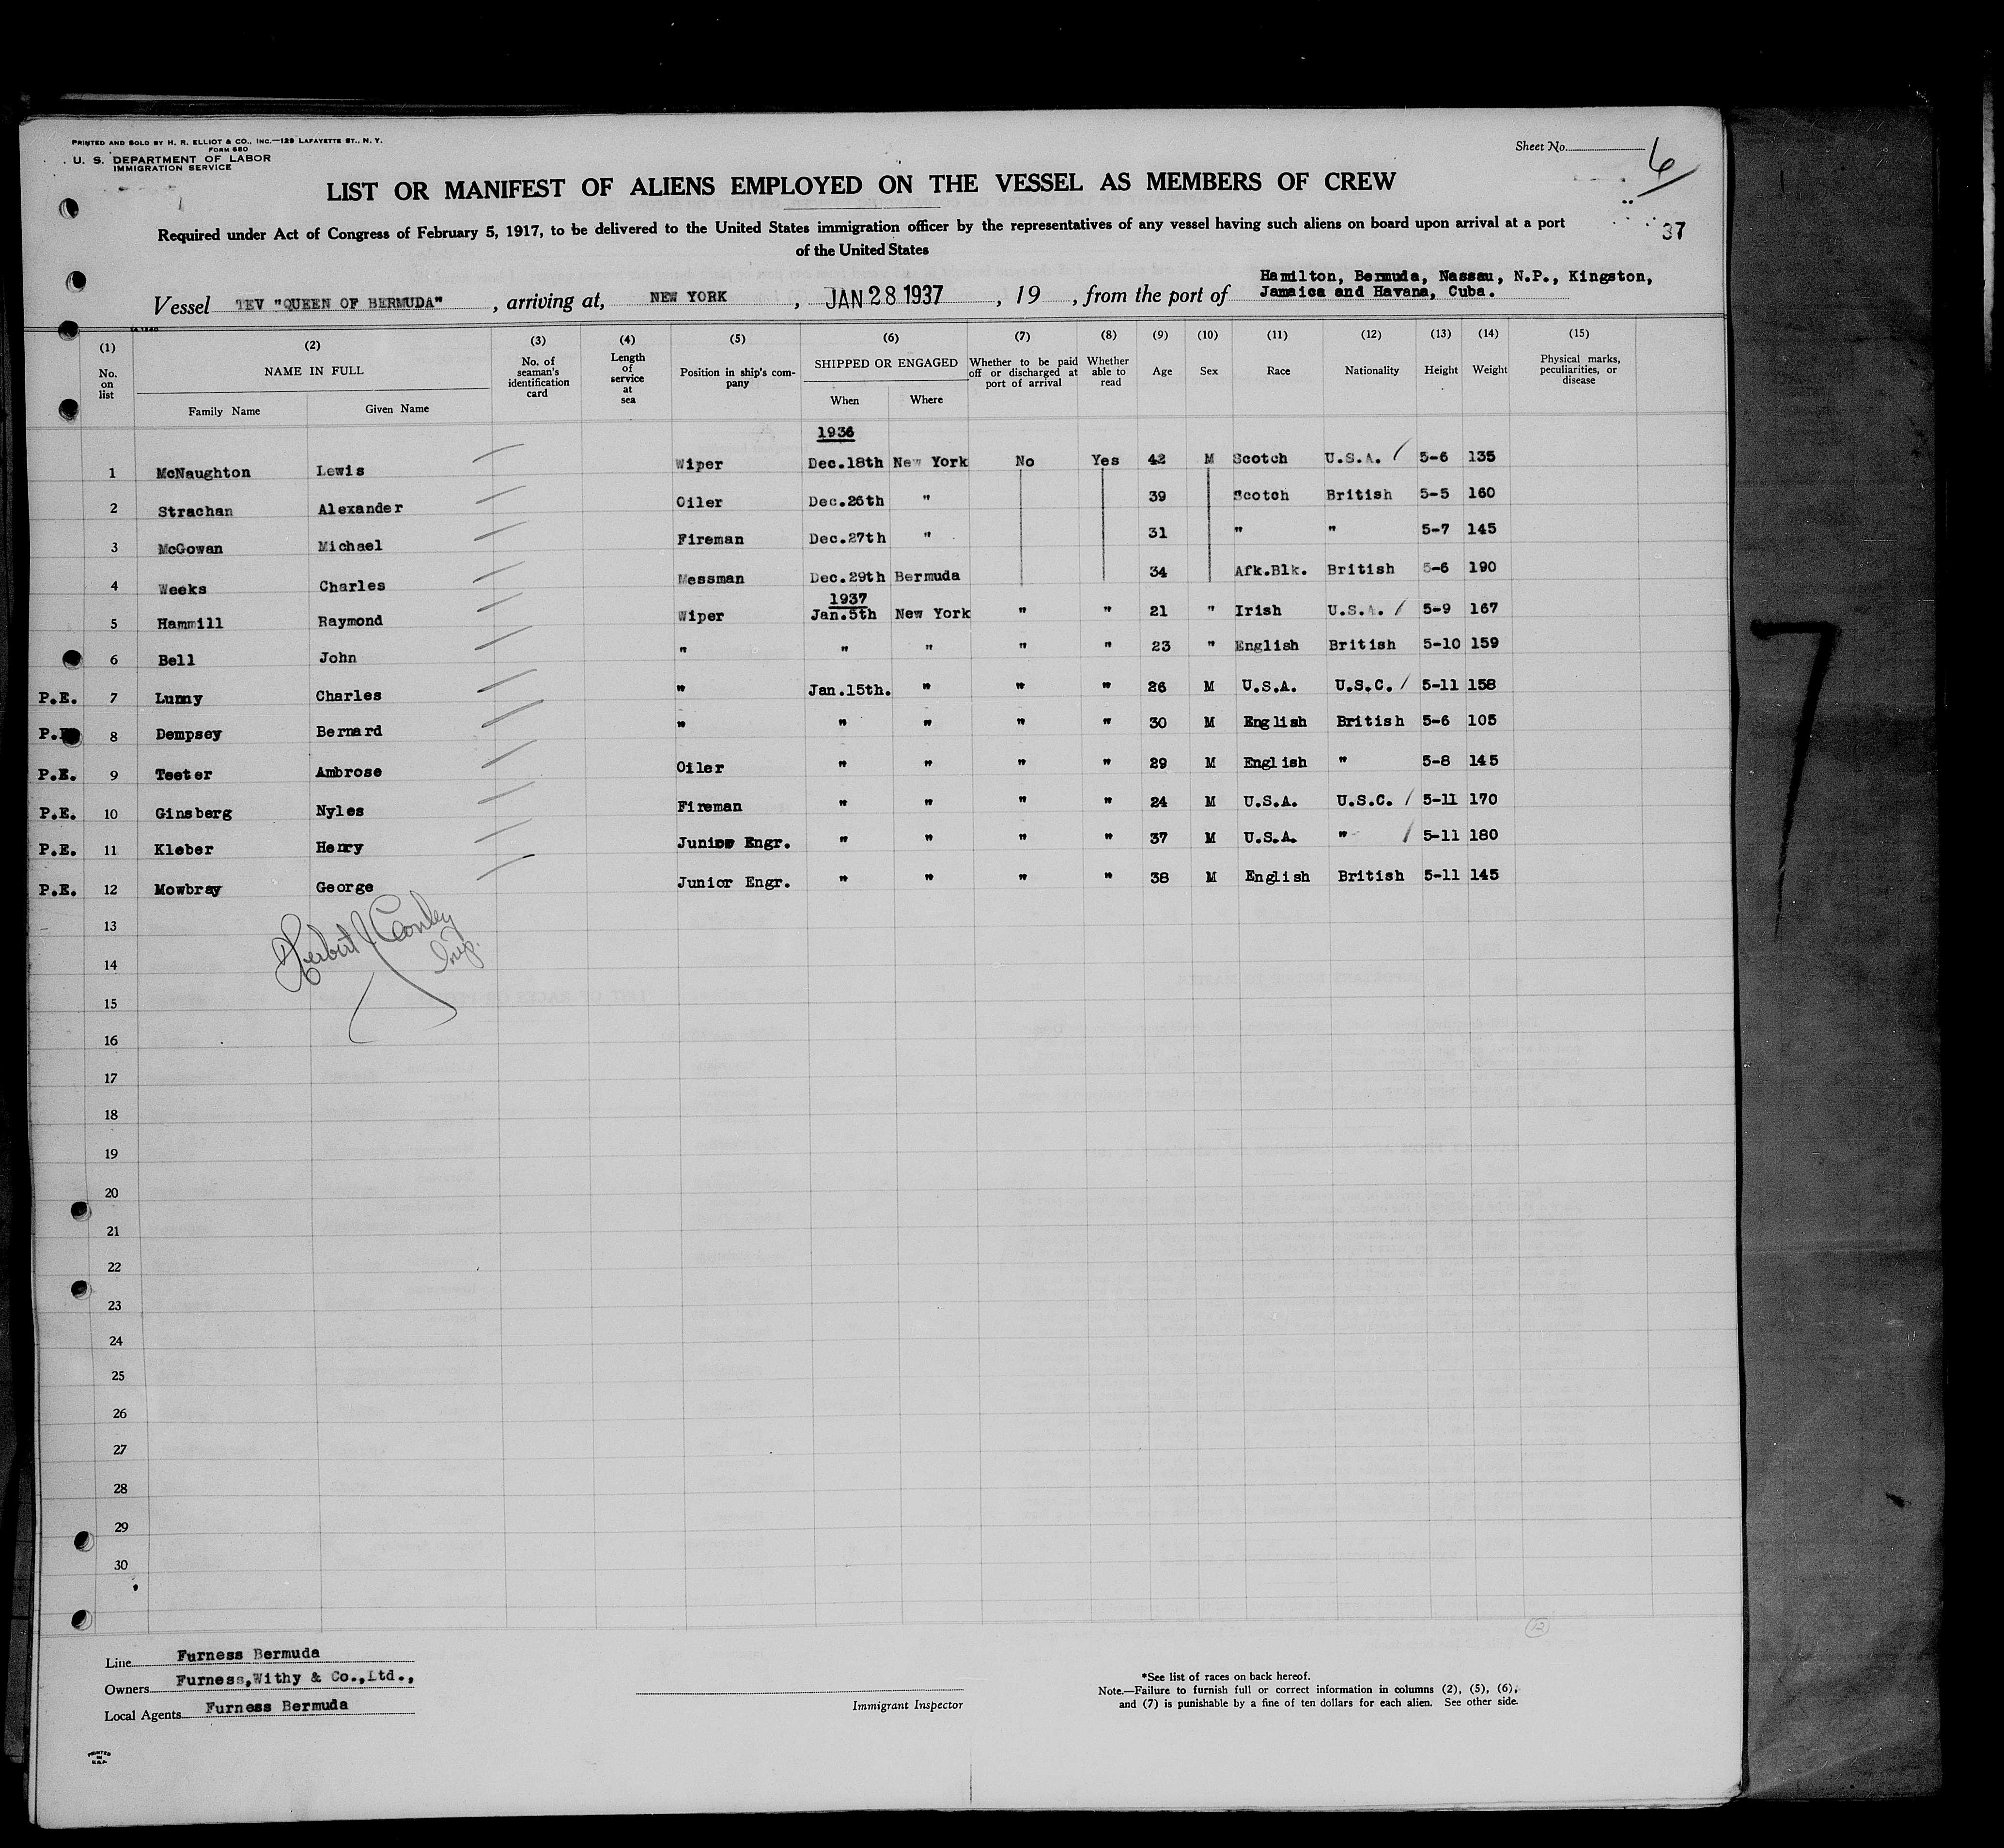 PRINTED AND SOLD BY H. R. ELLIOT & CO., INC.—129 LAFAYETTE ST., N. Y.
FORM 680
U. S. DEPARTMENT OF LABOR
IMMIGRATION SERVICE
Sheet No. 6
LIST OR MANIFEST OF ALIENS EMPLOYED ON THE VESSEL AS MEMBERS OF CREW
Required under Act of Congress of February 5, 1917, to be delivered to the United States immigration officer by the representatives of any vessel having such aliens on board upon arrival at a port
of the United States
37
Hamilton, Bermuda, Nassau, N.P., Kingston,
Vessel TEV "QUEEN OF BERMUDA", arriving at, NEW YORK, JAN 28 1937, 19, from the port of Jamaica and Havana, Cuba.
(1) (2) (3) (4) (5) (6) (7) (8) (9) (10) (11) (12) (13) (14) (15)
No. on list NAME IN FULL No. of seaman's identification card Length of service at sea Position in ship's company SHIPPED OR ENGAGED Whether to be paid off or discharged at port of arrival Whether able to read Age Sex Race Nationality Height Weight Physical marks, peculiarities, or disease
Family Name Given Name When Where
1936
1 McNaughton Lewis Wiper Dec.18th New York No Yes 42 M Scotch U.S.A. 5-6 135
2 Strachan Alexander Oiler Dec.26th " 39 Scotch British 5-5 160
3 McGowan Michael Fireman Dec.27th " 31 " " 5-7 145
4 Weeks Charles Messman Dec.29th Bermuda 34 Afk.Blk. British 5-6 190
1937
5 Hammill Raymond Wiper Jan.5th New York " " 21 " Irish U.S.A. 5-9 167
6 Bell John " " " " " 23 " English British 5-10 159
P.E. 7 Lunny Charles " Jan.15th. " " " 26 M U.S.A. U.S.C. 5-11 158
P. 8 Dempsey Bernard " " " " " 30 M English British 5-6 105
P.E. 9 Teeter Ambrose Oiler " " " " 29 M English " 5-8 145
P.E. 10 Ginsberg Nyles Fireman " " " " 24 M U.S.A. U.S.C. 5-11 170
P.E. 11 Kleber Henry Junior Engr. " " " " 37 M U.S.A. " 5-11 180
P.E. 12 Mowbray George Junior Engr. " " " " 38 M English British 5-11 145
13
Herbert J Conley
Insp.
14
15
16
17
18
19
20
21
22
23
24
25
26
27
28
29
30
12
Line Furness Bermuda
Owners Furness,Withy & Co.,Ltd.,
Local Agents Furness Bermuda
Immigrant Inspector
*See list of races on back hereof.
Note.—Failure to furnish full or correct information in columns (2), (5), (6),
and (7) is punishable by a fine of ten dollars for each alien. See other side.
PRINTED
IN
U.S.A.
7